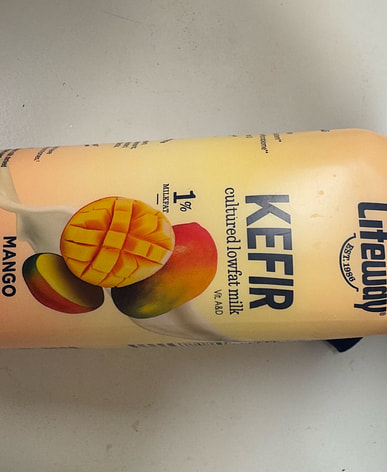 Lifeway®
EST. 1986
KEFIR
cultured lowfat milk
Vit. A&D
1%
MILKFAT
MANGO